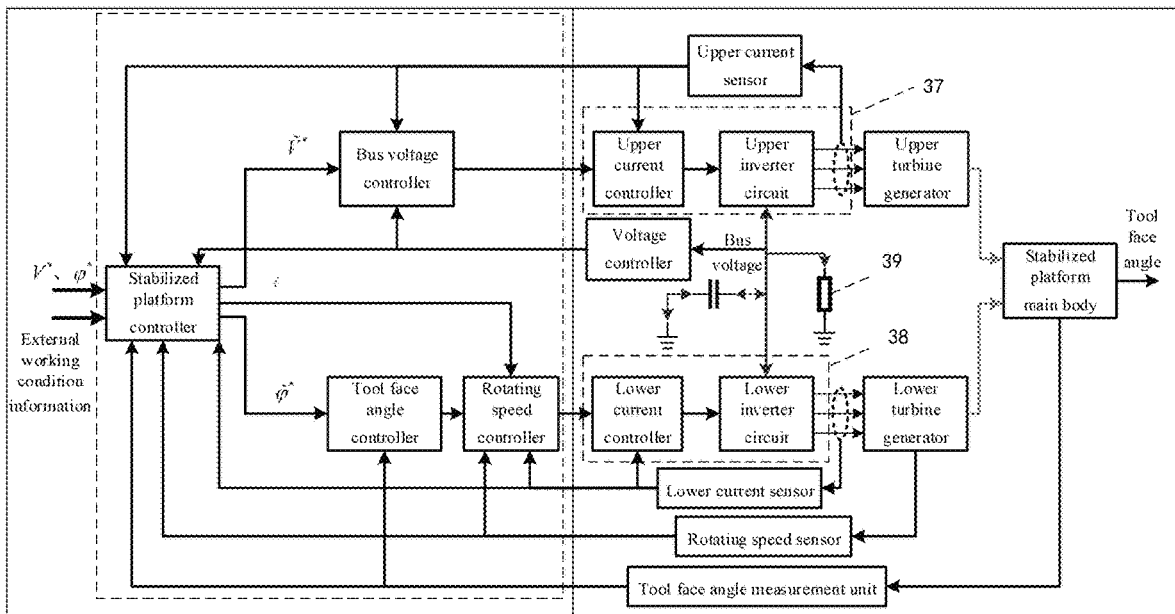 Upper current
sensor
37
Ṽ*
Bus voltage
controller
Upper
current
controller
Upper
inverter
circuit
Upper
turbine
generator
Voltage
controller
Bus
voltage
39
Tool
face
angle
V*、φ*
Stabilized
platform
controller
Stabilized
platform
main body
External
working
condition
information
38
φ̃*
Tool face
angle
controller
Rotating
speed
controller
Lower
current
controller
Lower
inverter
circuit
Lower
turbine
generator
Lower current sensor
Rotating speed sensor
Tool face angle measurement unit